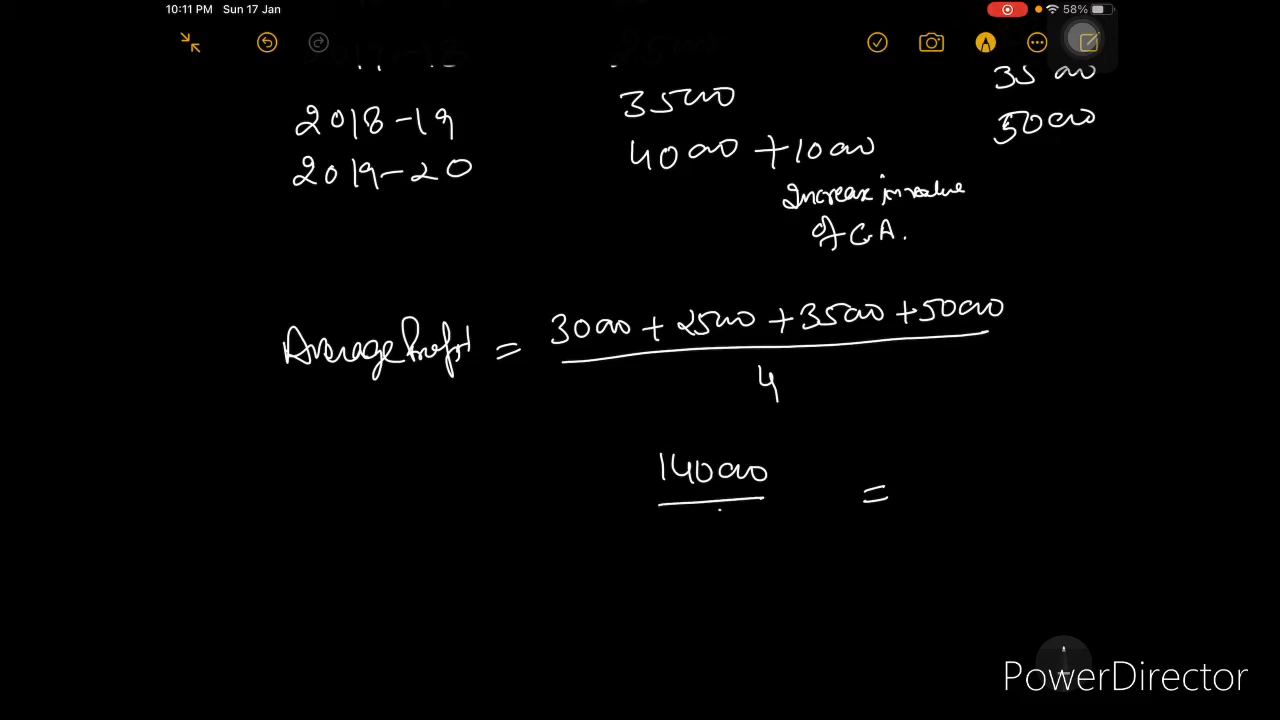 35000
2018-19 35000 50000
2019-20 40000 + 10000
Increase in value
of G.A.
Average Profit = 30000 + 25000 + 35000 + 50000
4
140000 =
10:11 PM Sun 17 Jan 58%
PowerDirector